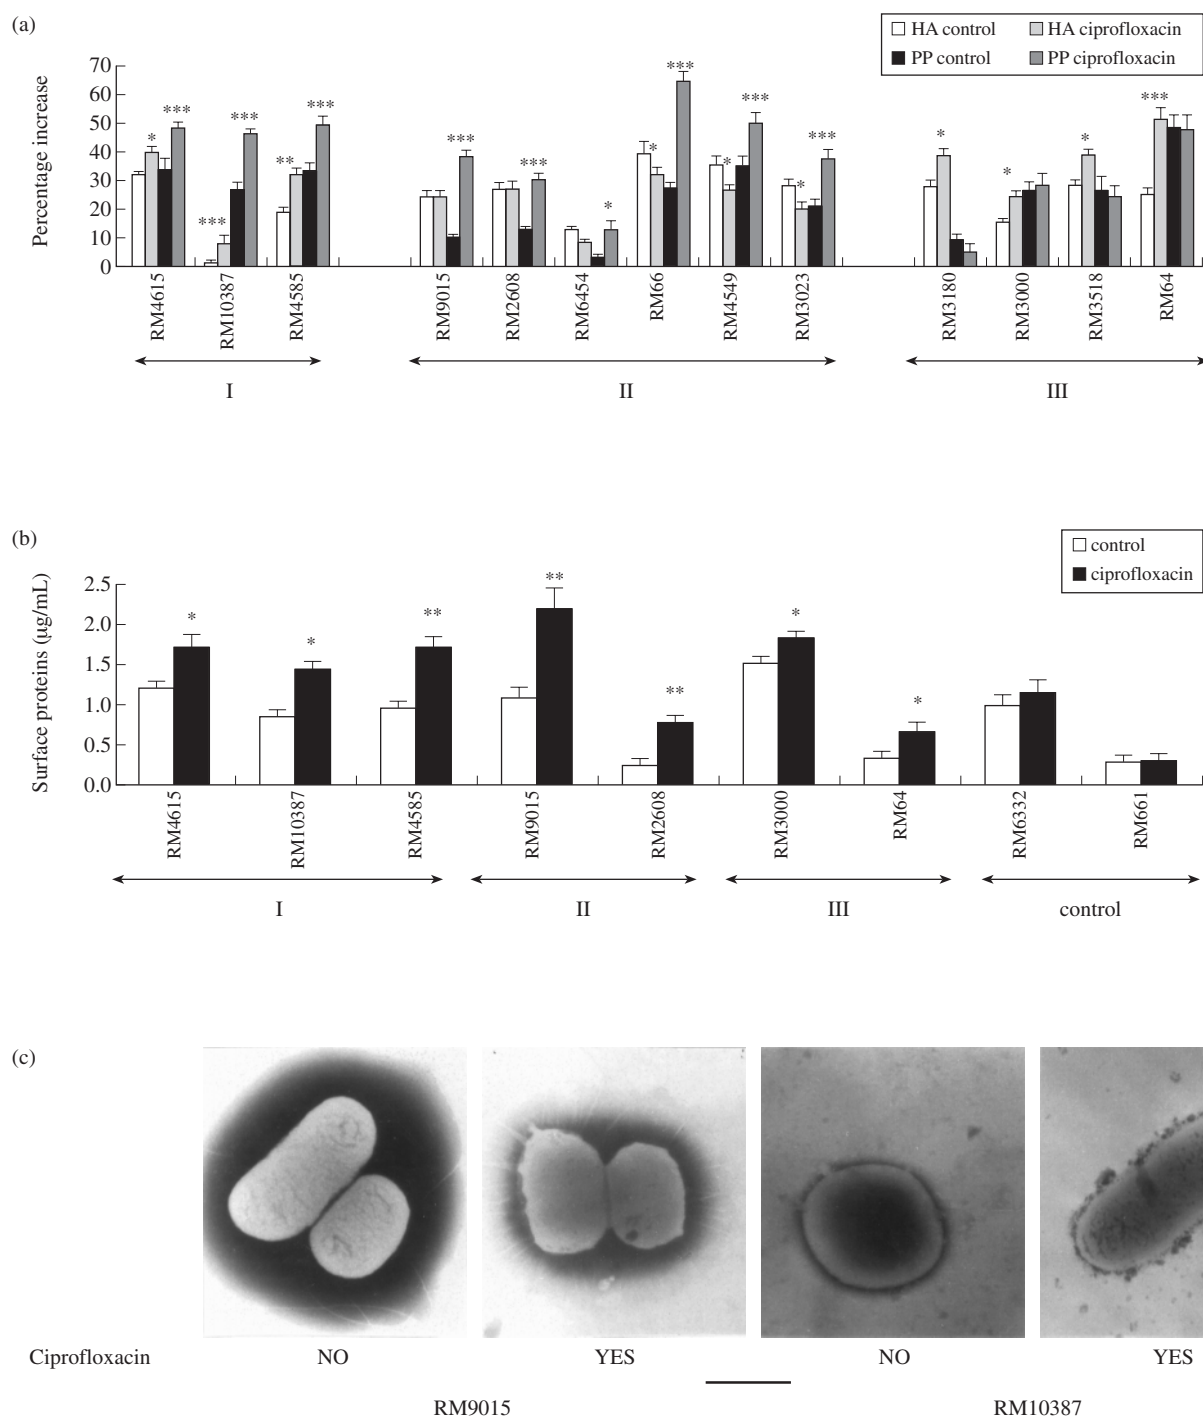 (a)
HA control HA ciprofloxacin
PP control PP ciprofloxacin
Percentage increase
70
60
50
40
30
20
10
0
* *** *** *** ** *** *** *** * * *** * *** * *** * * * ***
RM4615 RM10387 RM4585 RM9015 RM2608 RM6454 RM66 RM4549 RM3023 RM3180 RM3000 RM3518 RM64
I II III
(b)
control
ciprofloxacin
Surface proteins (µg/mL)
2.5
2.0
1.5
1.0
0.5
0.0
* * ** ** ** * *
RM4615 RM10387 RM4585 RM9015 RM2608 RM3000 RM64 RM6332 RM661
I II III control
(c)
Ciprofloxacin NO YES NO YES
RM9015 RM10387